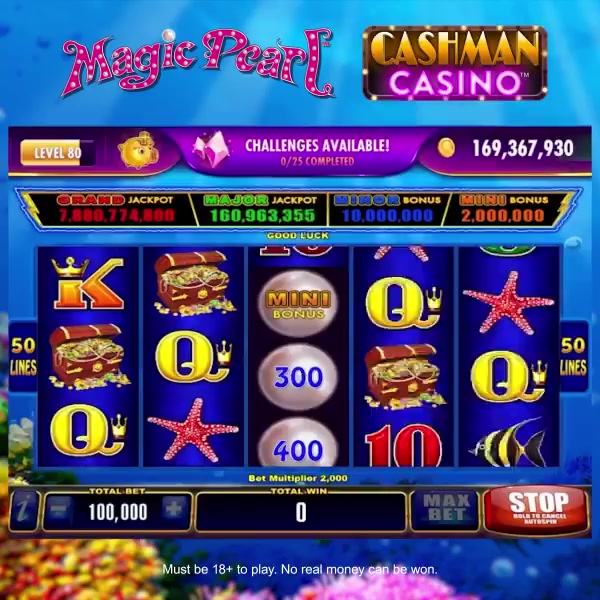 Magic Pearl
CASHMAN
CASINO™
LEVEL 80
CHALLENGES AVAILABLE!
0/25 COMPLETED
169,367,930
GRAND JACKPOT
7,880,774,800
MAJOR JACKPOT
160,963,355
MINOR BONUS
10,000,000
MINI BONUS
2,000,000
GOOD LUCK
50
LINES
K
Q
Q
10
MINI
BONUS
300
400
Q
10
Q
50
LINES
Bet Multiplier 2,000
i
TOTAL BET
- 100,000 +
TOTAL WIN
0
MAX
BET
STOP
HOLD TO CANCEL
AUTOSPIN
Must be 18+ to play. No real money can be won.